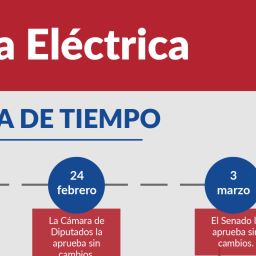 a Eléctrica
A DE TIEMPO
24
febrero
3
marzo
La Cámara de
Diputados la
aprueba sin
cambios.
El Senado l
aprueba sin
cambios.